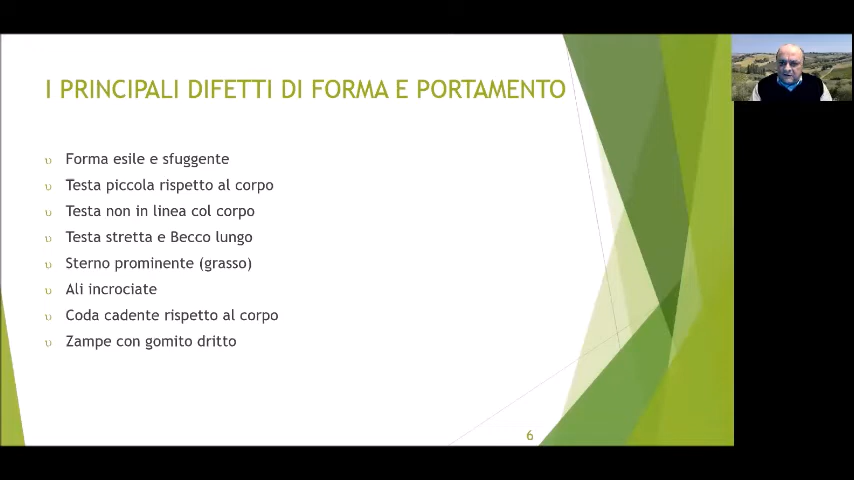 I PRINCIPALI DIFETTI DI FORMA E PORTAMENTO
Forma esile e sfuggente
Testa piccola rispetto al corpo
Testa non in linea col corpo
Testa stretta e Becco lungo
Sterno prominente (grasso)
Ali incrociate
Coda cadente rispetto al corpo
Zampe con gomito dritto
6